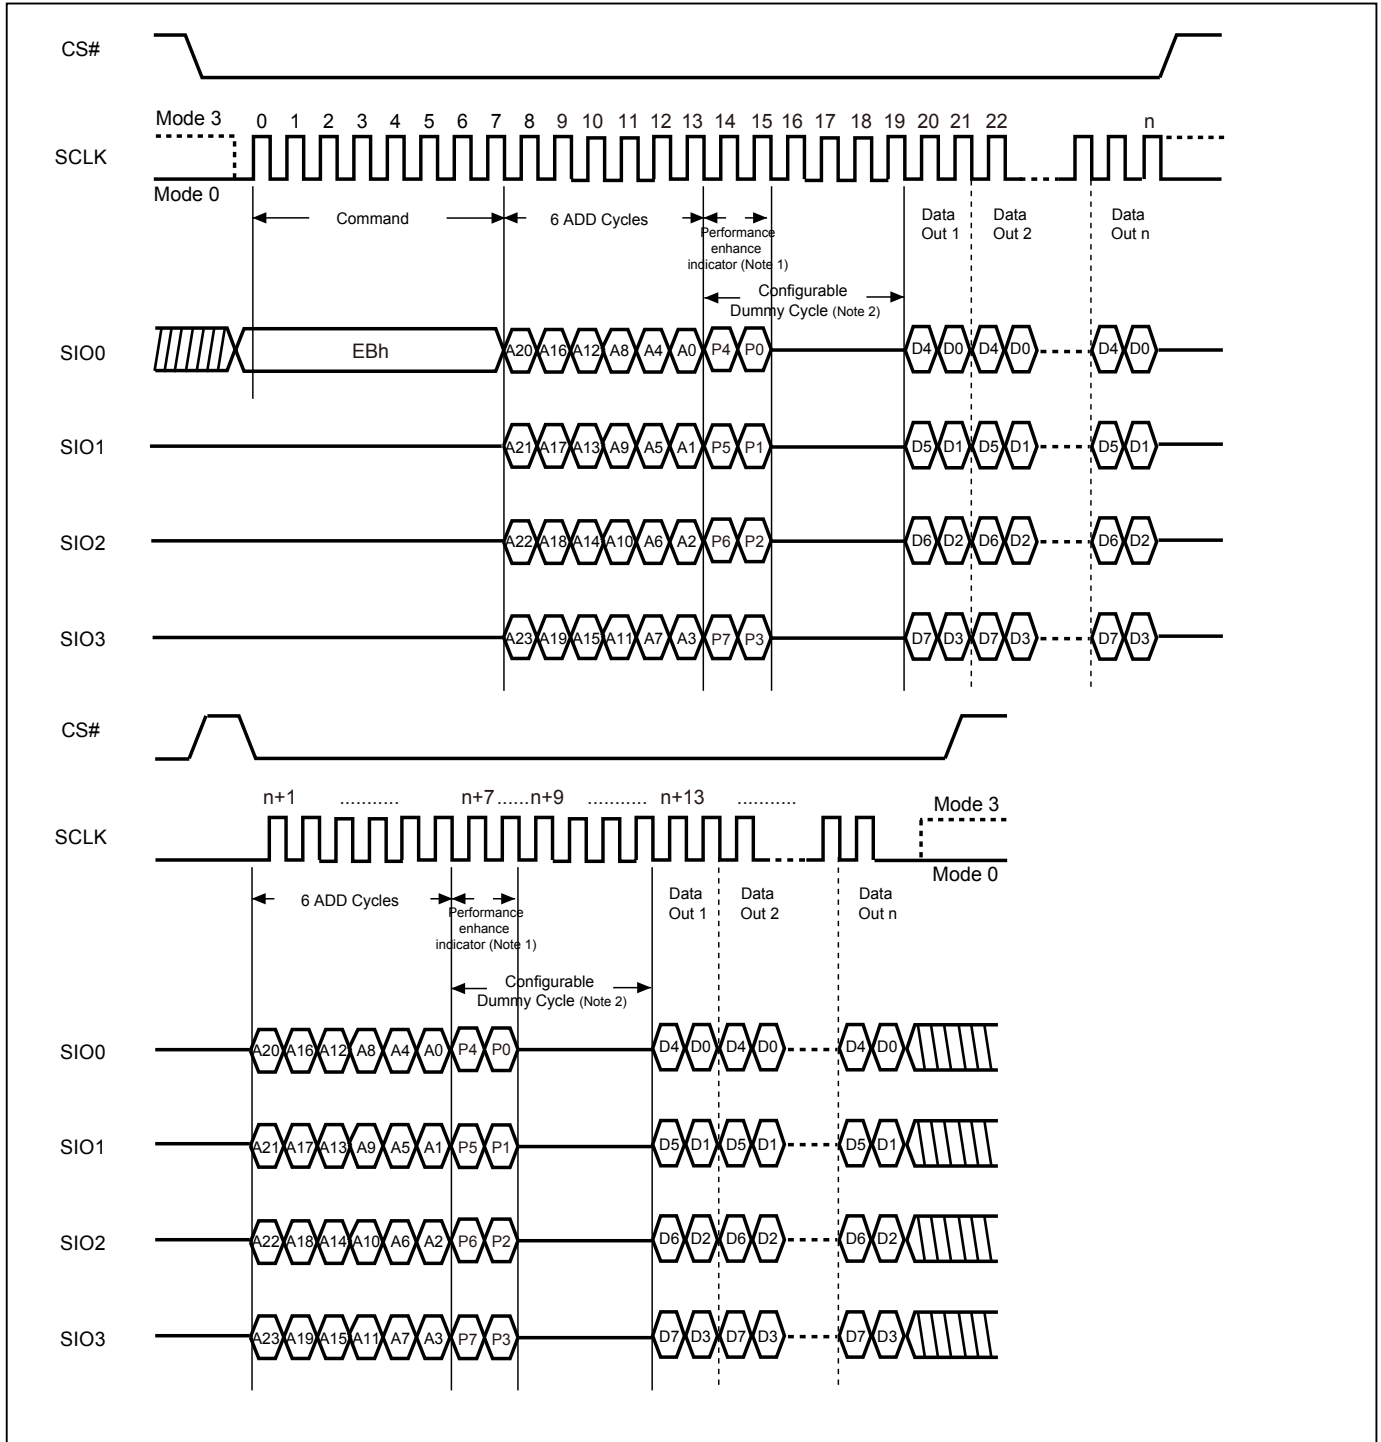 CS#
Mode 3
0 1 2 3 4 5 6 7 8 9 10 11 12 13 14 15 16 17 18 19 20 21 22 n
SCLK
Mode 0
Command
6 ADD Cycles
Performance
enhance
indicator (Note 1)
Data
Out 1
Data
Out 2
Data
Out n
Configurable
Dummy Cycle (Note 2)
SIO0
EBh
A20 A16 A12 A8 A4 A0 P4 P0 D4 D0 D4 D0 D4 D0
SIO1
A21 A17 A13 A9 A5 A1 P5 P1 D5 D1 D5 D1 D5 D1
SIO2
A22 A18 A14 A10 A6 A2 P6 P2 D6 D2 D6 D2 D6 D2
SIO3
A23 A19 A15 A11 A7 A3 P7 P3 D7 D3 D7 D3 D7 D3
CS#
n+1 ........... n+7 ......n+9 ........... n+13 ...........
Mode 3
SCLK
Mode 0
6 ADD Cycles
Performance
enhance
indicator (Note 1)
Data
Out 1
Data
Out 2
Data
Out n
Configurable
Dummy Cycle (Note 2)
SIO0
A20 A16 A12 A8 A4 A0 P4 P0 D4 D0 D4 D0 D4 D0
SIO1
A21 A17 A13 A9 A5 A1 P5 P1 D5 D1 D5 D1 D5 D1
SIO2
A22 A18 A14 A10 A6 A2 P6 P2 D6 D2 D6 D2 D6 D2
SIO3
A23 A19 A15 A11 A7 A3 P7 P3 D7 D3 D7 D3 D7 D3